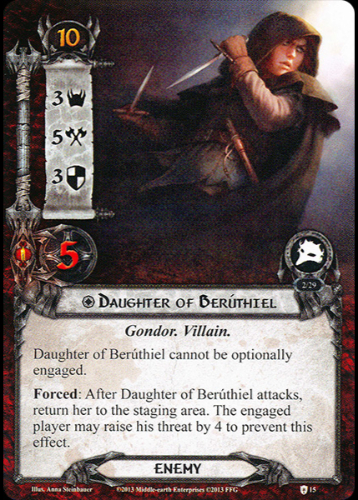 10
3
5
3
5
DAUGHTER OF BERÚTHIEL
2/29
Gondor. Villain.
Daughter of Berúthiel cannot be optionally
engaged.
Forced: After Daughter of Berúthiel attacks,
return her to the staging area. The engaged
player may raise his threat by 4 to prevent this
effect.
ENEMY
Illus. Anna Steinbauer
©2013 Middle-earth Enterprises ©2013 FFG
15